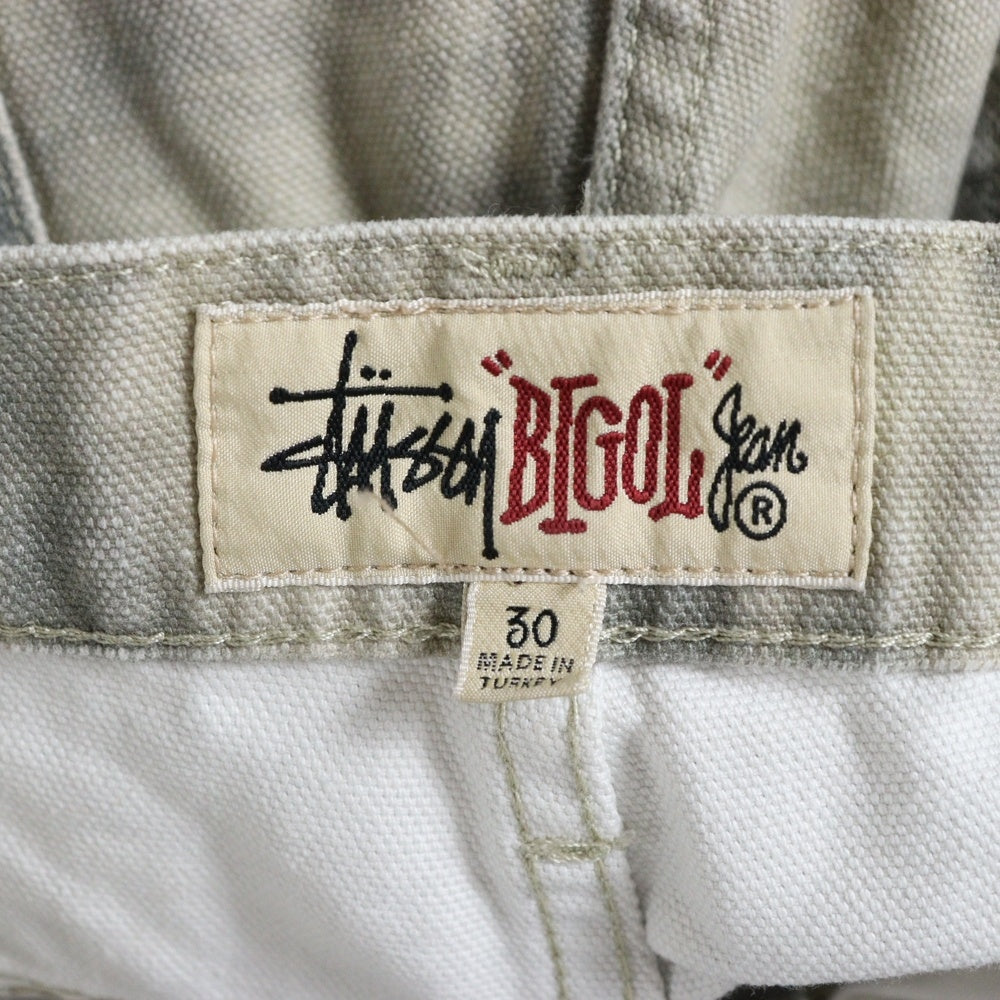 Stüssy "BIGOL" Jean ®
30
MADE IN
TURKEY